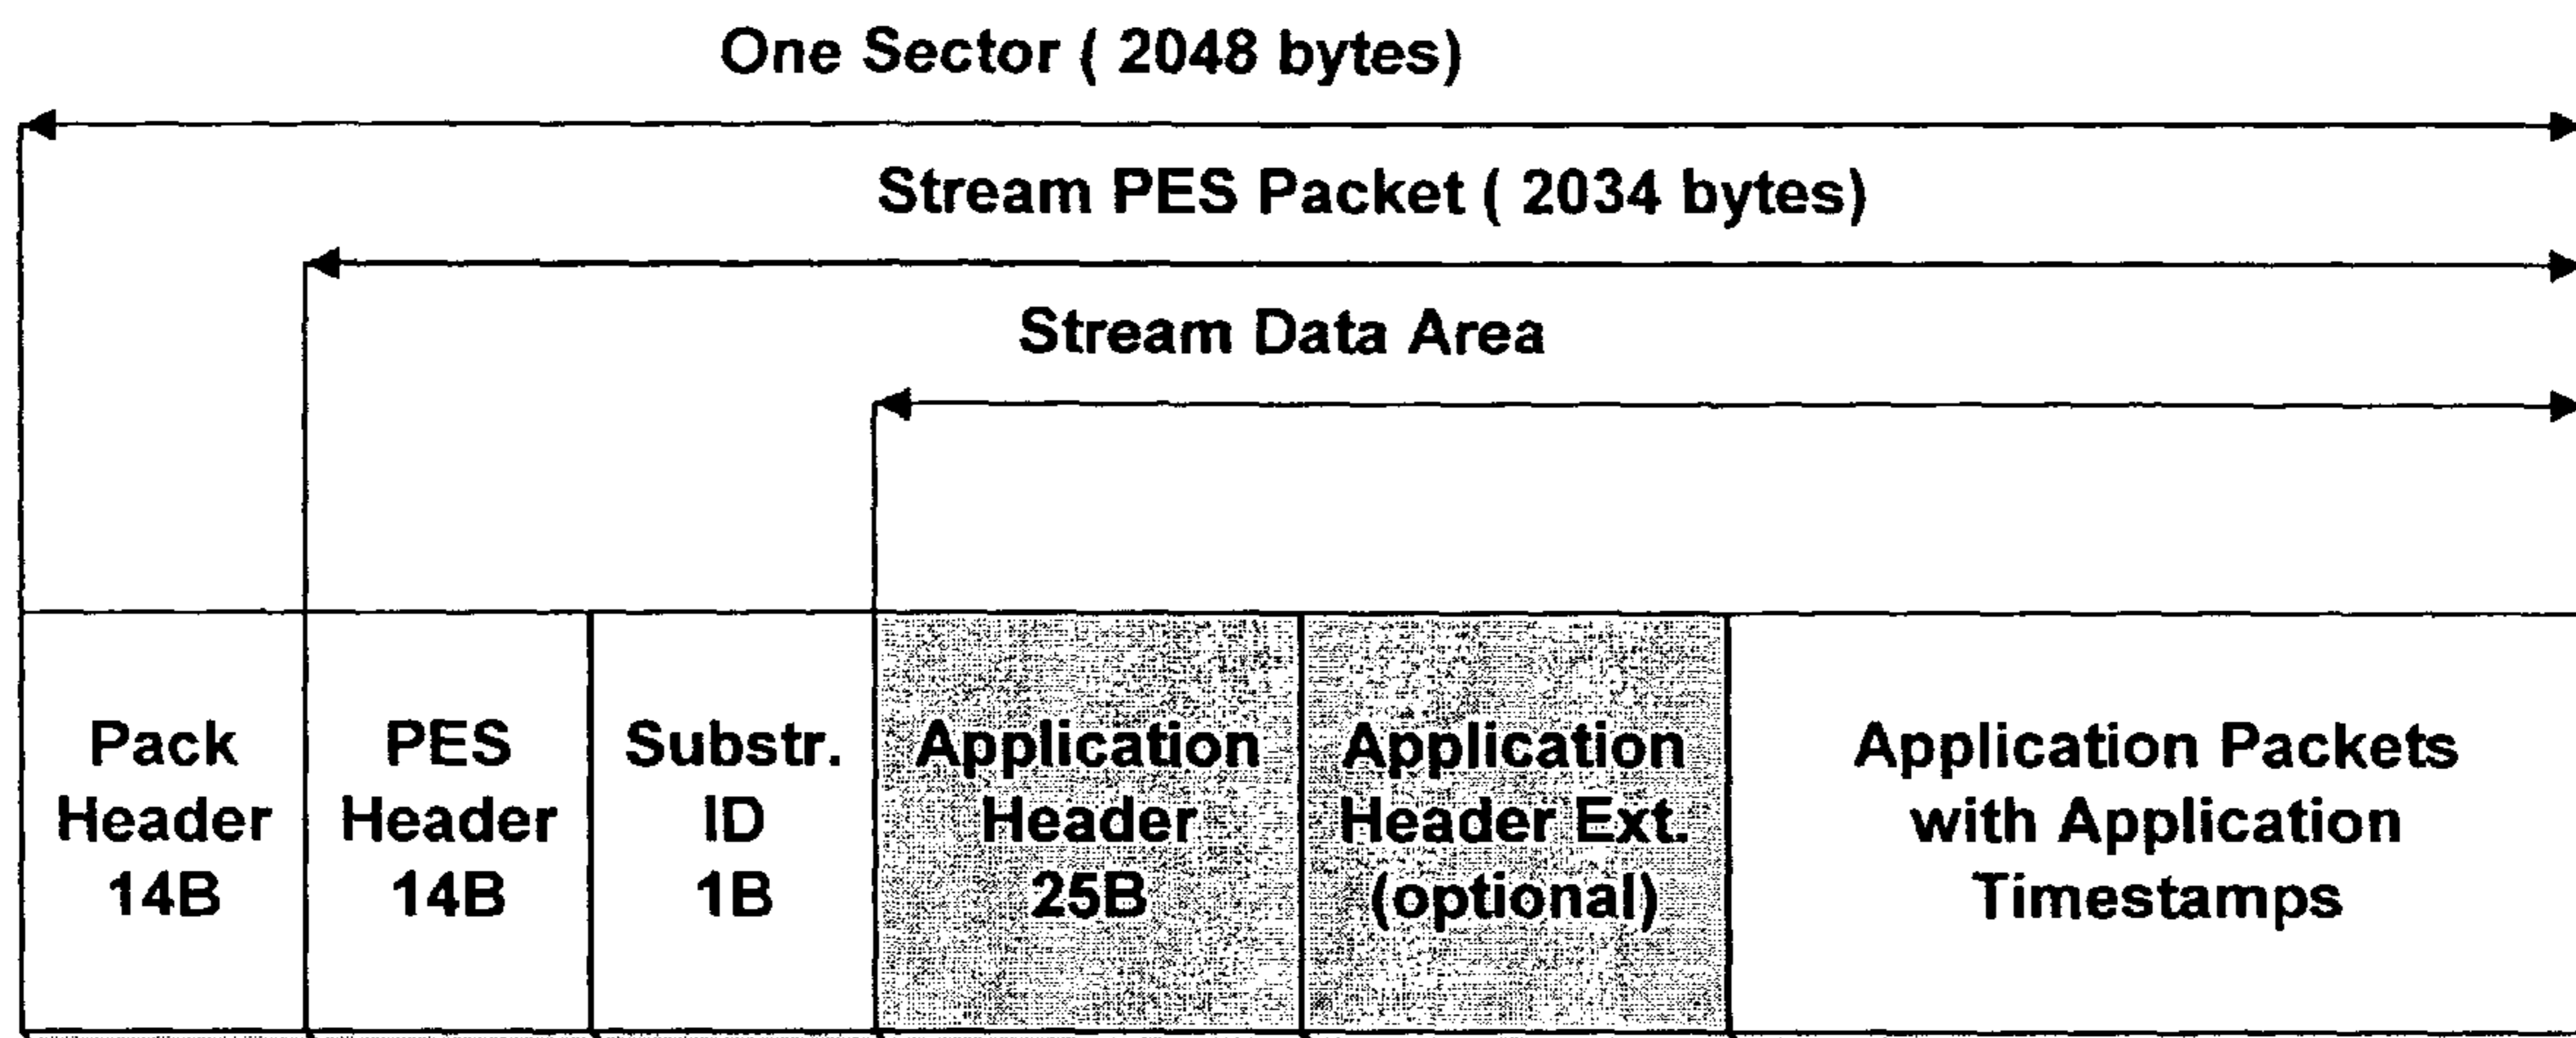 One Sector ( 2048 bytes)
Stream PES Packet ( 2034 bytes)
Stream Data Area
Pack
Header
14B
PES
Header
14B
Substr.
ID
1B
Application
Header
25B
Application
Header Ext.
(optional)
Application Packets
with Application
Timestamps